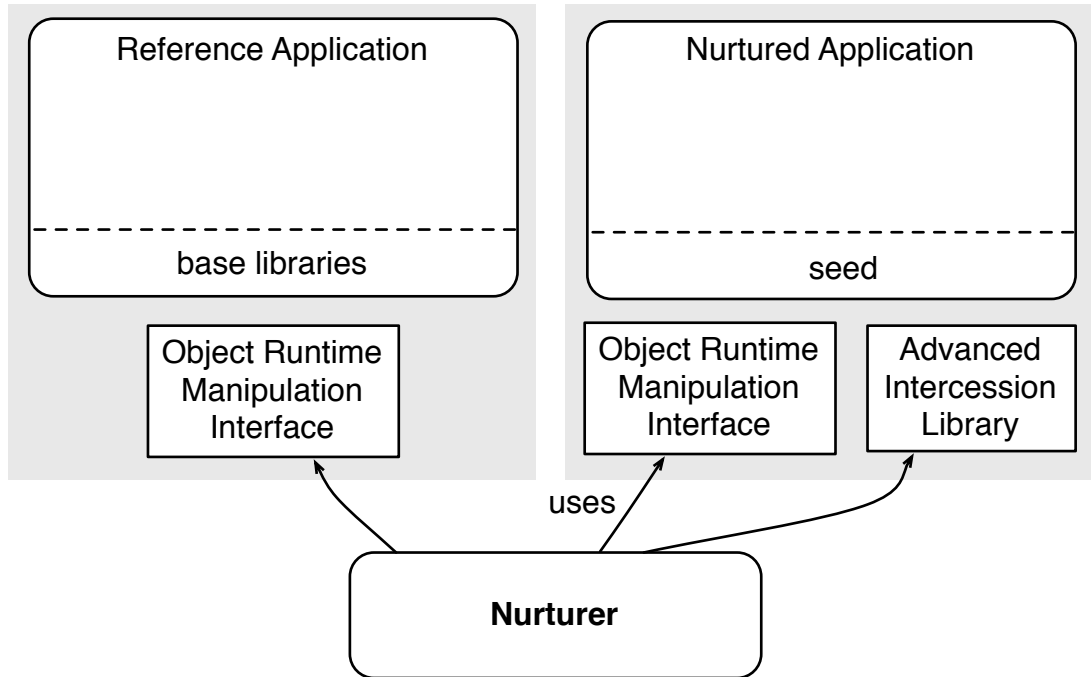 Reference Application
base libraries
Object Runtime
Manipulation
Interface
Nurtured Application
seed
Object Runtime
Manipulation
Interface
Advanced
Intercession
Library
uses
Nurturer